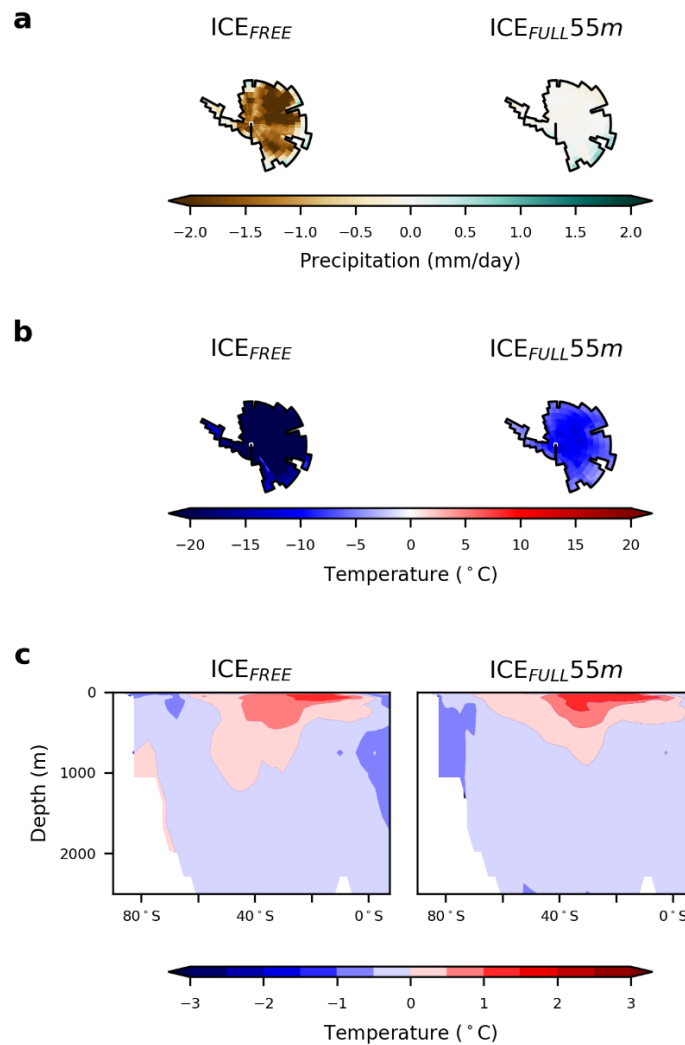 a
ICE_FREE ICE_FULL55m
−2.0 −1.5 −1.0 −0.5 0.0 0.5 1.0 1.5 2.0
Precipitation (mm/day)
b
ICE_FREE ICE_FULL55m
−20 −15 −10 −5 0 5 10 15 20
Temperature (°C)
c
ICE_FREE ICE_FULL55m
0
1000
2000
Depth (m)
80°S 40°S 0°S 80°S 40°S 0°S
−3 −2 −1 0 1 2 3
Temperature (°C)